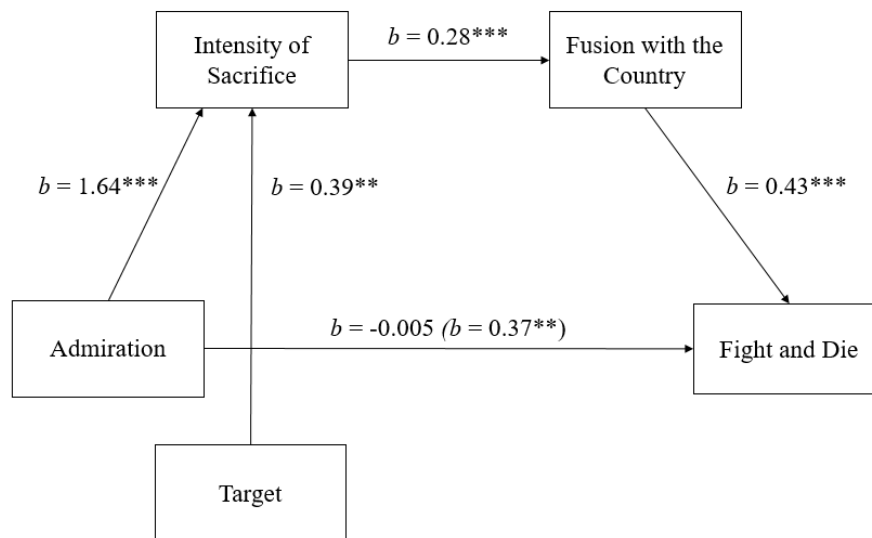 Intensity of
Sacrifice
b = 0.28***
Fusion with the
Country
b = 1.64***
b = 0.39**
b = 0.43***
Admiration
b = -0.005 (b = 0.37**)
Fight and Die
Target